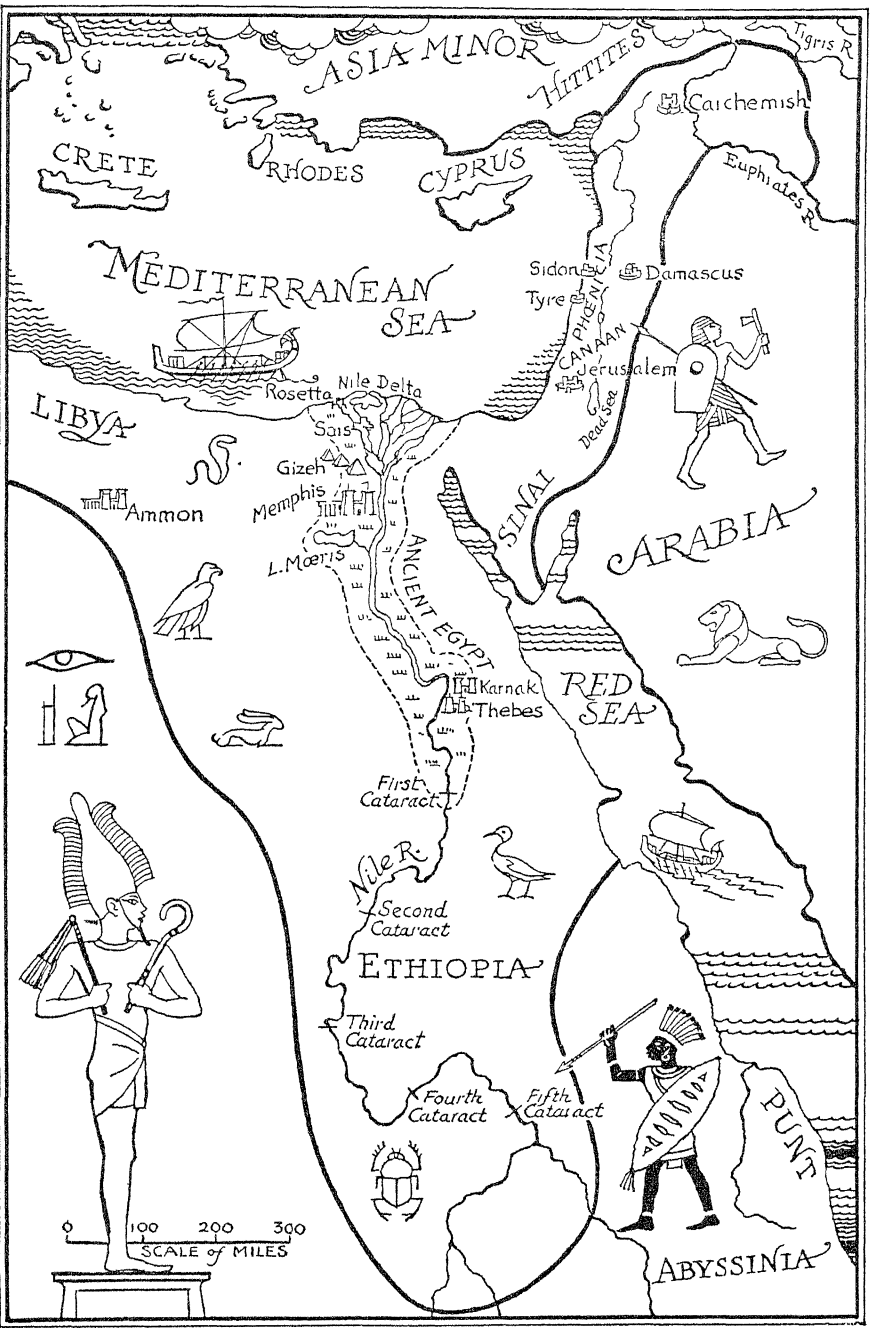 ASIA MINOR
HITTITES
Tigris R
Carchemish
CRETE
RHODES
CYPRUS
Euphrates R.
MEDITERRANEAN
SEA
Sidon
PHŒNICIA
Damascus
Tyre
CANAAN
Jerusalem
Dead Sea
LIBYA
Rosetta
Nile Delta
Sais
Gizeh
Memphis
Ammon
L. Mœris
SINAI
ARABIA
ANCIENT EGYPT
Karnak
Thebes
RED
SEA
First
Cataract
Nile R.
Second
Cataract
ETHIOPIA
Third
Cataract
Fourth
Cataract
Fifth
Cataract
PUNT
ABYSSINIA
0 100 200 300
SCALE of MILES